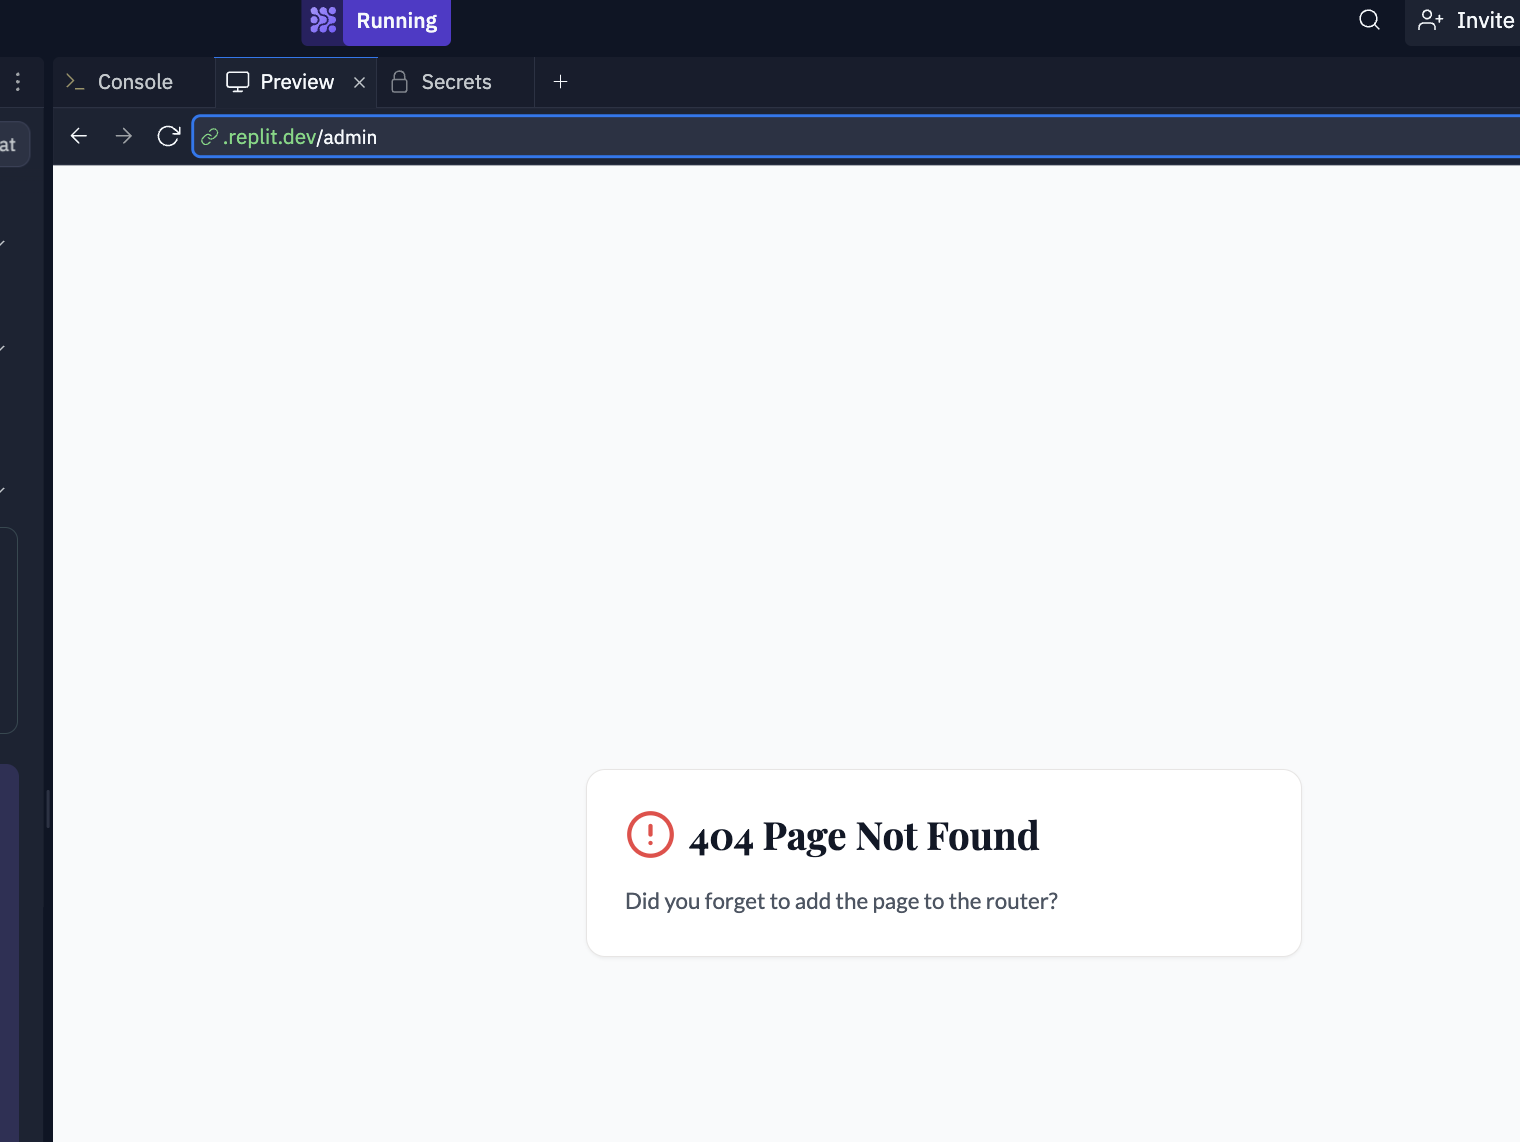 Running
Invite
Console
Preview
Secrets
at
.replit.dev/admin
404 Page Not Found
Did you forget to add the page to the router?